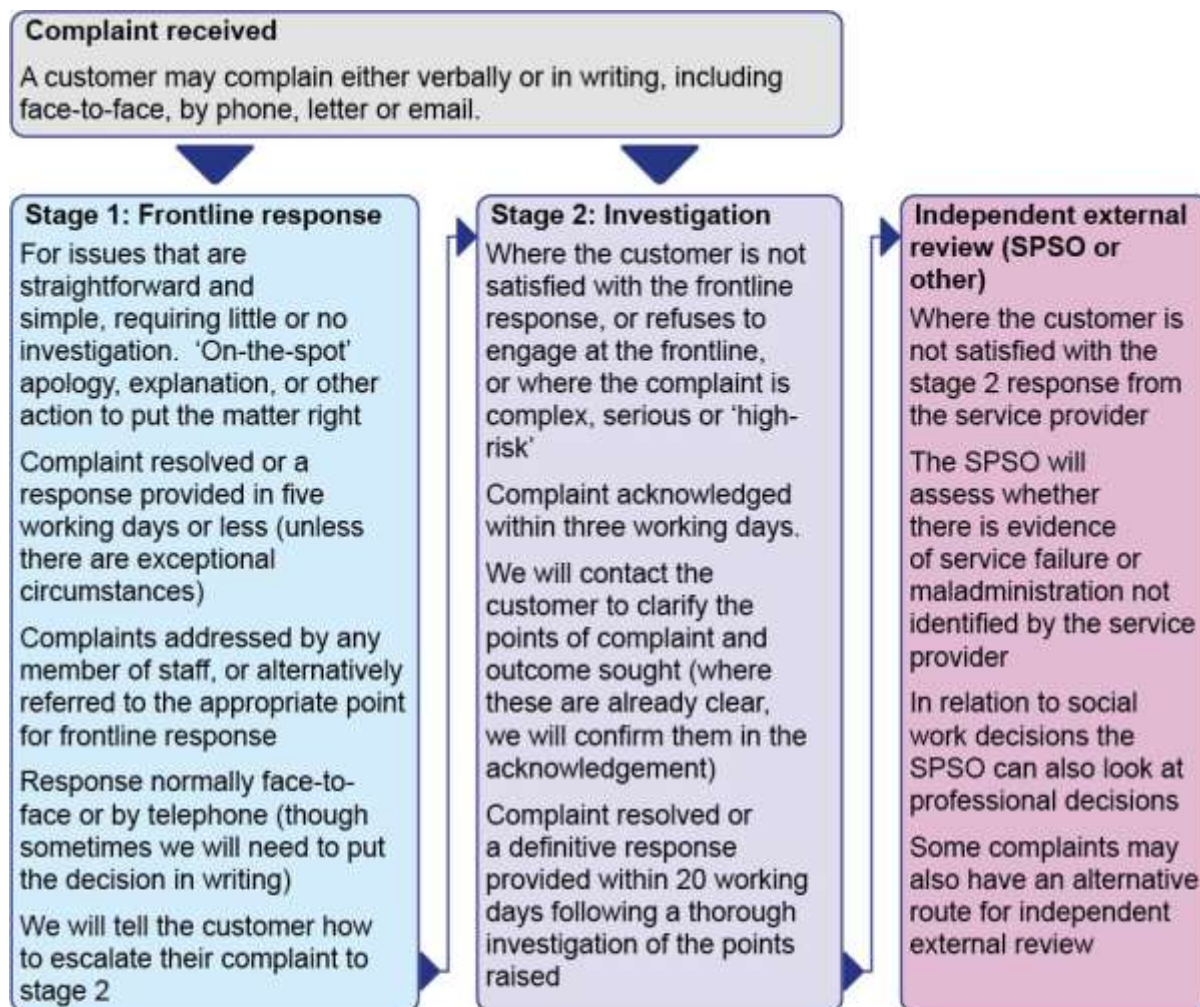 Complaint received
A customer may complain either verbally or in writing, including
face-to-face, by phone, letter or email.
Stage 1: Frontline response
For issues that are
straightforward and
simple, requiring little or no
investigation. ‘On-the-spot’
apology, explanation, or other
action to put the matter right
Complaint resolved or a
response provided in five
working days or less (unless
there are exceptional
circumstances)
Complaints addressed by any
member of staff, or alternatively
referred to the appropriate point
for frontline response
Response normally face-to-
face or by telephone (though
sometimes we will need to put
the decision in writing)
We will tell the customer how
to escalate their complaint to
stage 2
Stage 2: Investigation
Where the customer is not
satisfied with the frontline
response, or refuses to
engage at the frontline,
or where the complaint is
complex, serious or ‘high-
risk’
Complaint acknowledged
within three working days.
We will contact the
customer to clarify the
points of complaint and
outcome sought (where
these are already clear,
we will confirm them in the
acknowledgement)
Complaint resolved or
a definitive response
provided within 20 working
days following a thorough
investigation of the points
raised
Independent external
review (SPSO or
other)
Where the customer is
not satisfied with the
stage 2 response from
the service provider
The SPSO will
assess whether
there is evidence
of service failure or
maladministration not
identified by the service
provider
In relation to social
work decisions the
SPSO can also look at
professional decisions
Some complaints may
also have an alternative
route for independent
external review